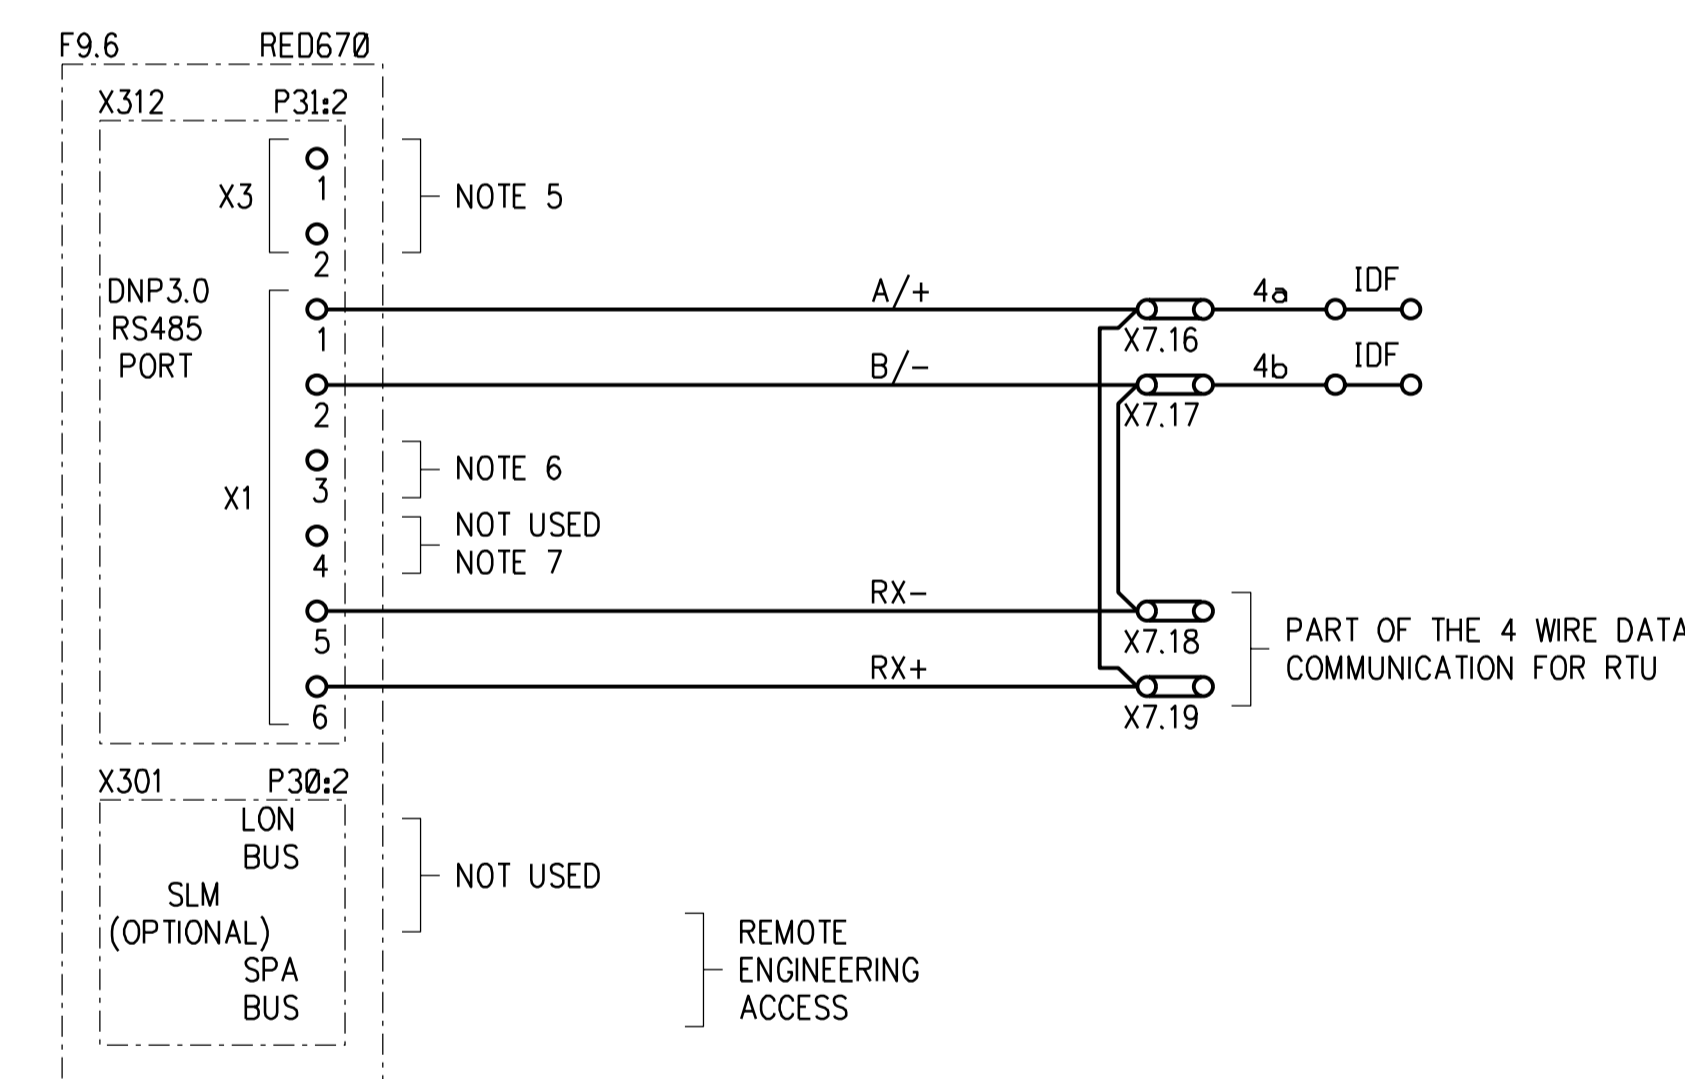 F9.6 RED670
X312 P31:2
1
X3 NOTE 5
2
DNP3.0
RS485
PORT
A/+ 4a IDF
1 X7.16
B/- 4b IDF
2 X7.17
NOTE 6
3
X1
NOT USED
NOTE 7
4
RX-
5 X7.18
PART OF THE 4 WIRE DATA
COMMUNICATION FOR RTU
RX+
6 X7.19
X301 P30:2
LON
BUS
NOT USED
SLM
(OPTIONAL)
SPA
BUS
REMOTE
ENGINEERING
ACCESS